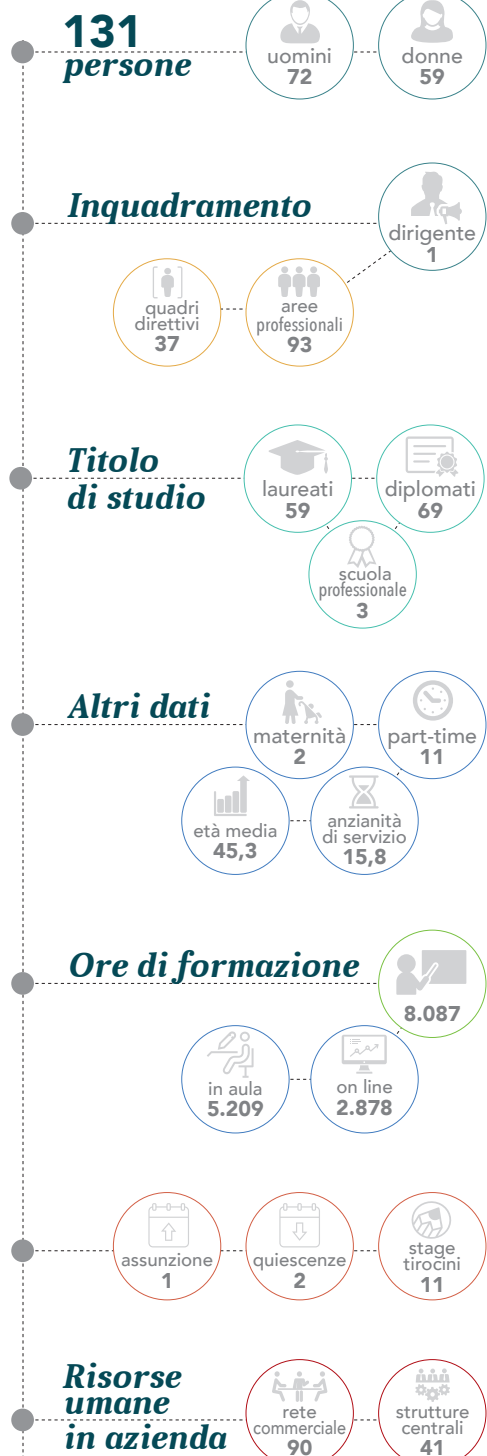 131
persone
uomini
72
donne
59
Inquadramento
dirigente
1
quadri
direttivi
37
aree
professionali
93
Titolo
di studio
laureati
59
diplomati
69
scuola
professionale
3
Altri dati
maternità
2
part-time
11
età media
45,3
anzianità
di servizio
15,8
Ore di formazione
8.087
in aula
5.209
on line
2.878
assunzione
1
quiescenze
2
stage
tirocini
11
Risorse
umane
in azienda
rete
commerciale
90
strutture
centrali
41